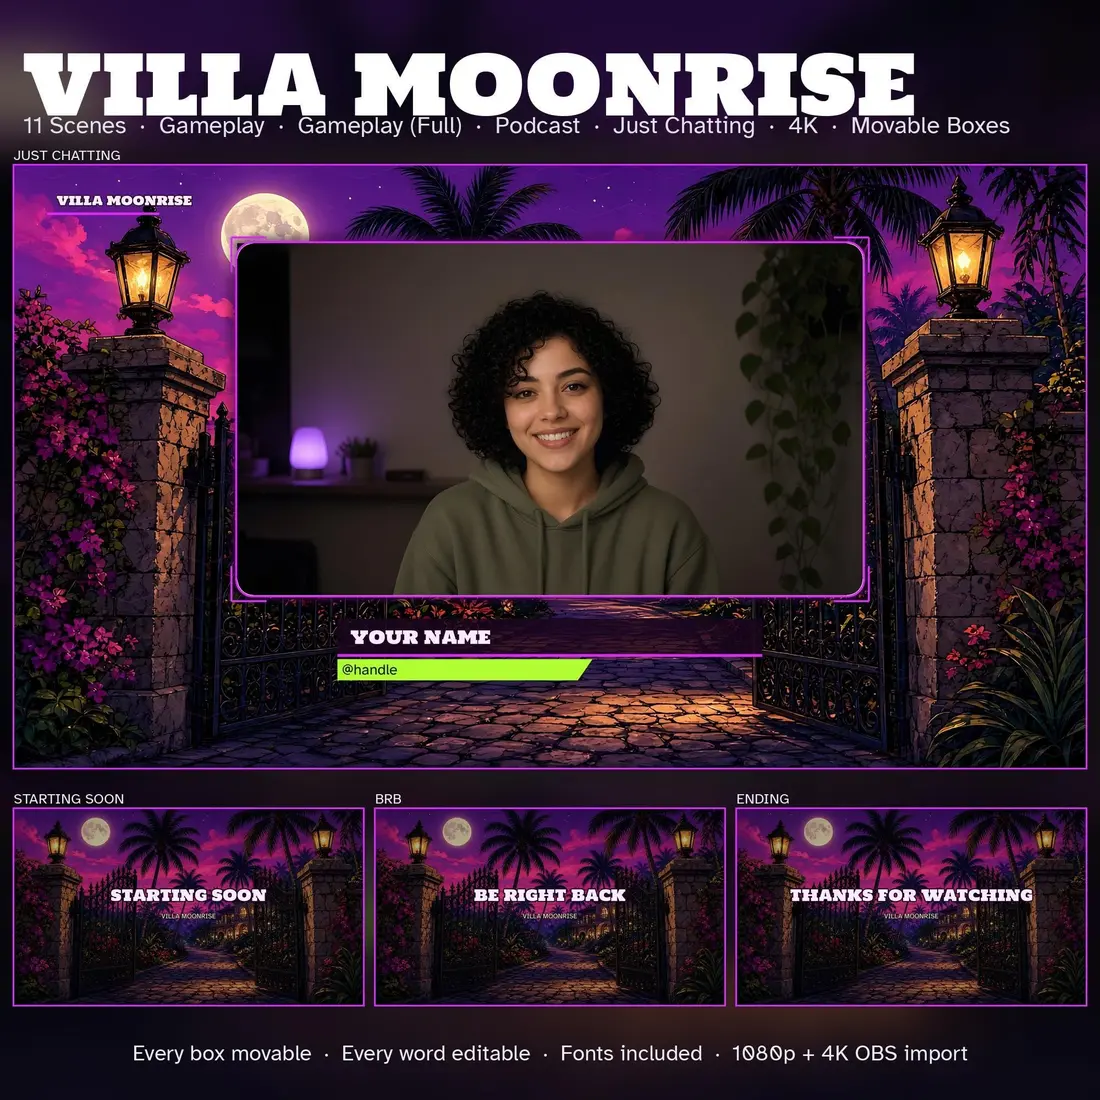 VILLA MOONRISE
11 Scenes · Gameplay · Gameplay (Full) · Podcast · Just Chatting · 4K · Movable Boxes
JUST CHATTING
VILLA MOONRISE
YOUR NAME
@handle
STARTING SOON
STARTING SOON
VILLA MOONRISE
BRB
BE RIGHT BACK
VILLA MOONRISE
ENDING
THANKS FOR WATCHING
VILLA MOONRISE
Every box movable · Every word editable · Fonts included · 1080p + 4K OBS import